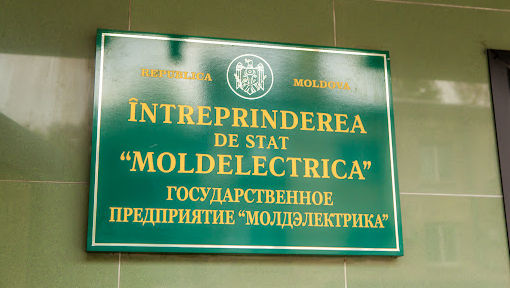 REPUBLICA MOLDOVA
ÎNTREPRINDEREA
DE STAT
“MOLDELECTRICA”
ГОСУДАРСТВЕННОЕ
ПРЕДПРИЯТИЕ “МОЛДЭЛЕКТРИКА”